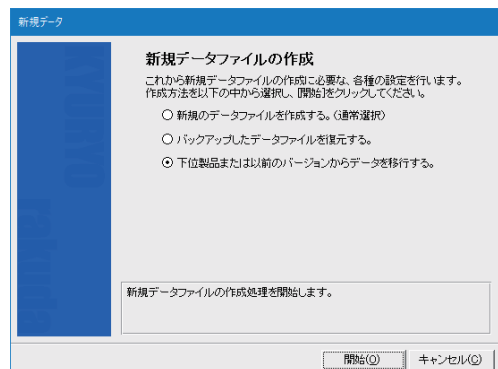 新規データ
新規データファイルの作成
これから新規データファイルの作成に必要な、各種の設定を行います。
作成方法を以下の中から選択し、[開始]をクリックしてください。
新規のデータファイルを作成する。(通常選択)
バックアップしたデータファイルを復元する。
下位製品または以前のバージョンからデータを移行する。
KYURYO
rakuda
新規データファイルの作成処理を開始します。
開始(O)
キャンセル(C)